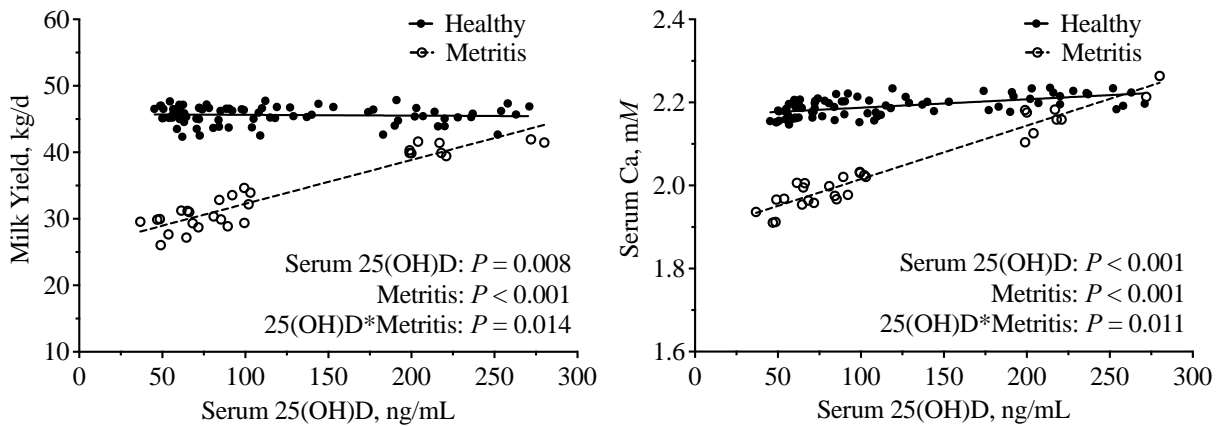 60
50
40
30
20
10
Milk Yield, kg/d
Healthy
Metritis
Serum 25(OH)D: P = 0.008
Metritis: P < 0.001
25(OH)D*Metritis: P = 0.014
0 50 100 150 200 250 300
Serum 25(OH)D, ng/mL
2.4
2.2
2.0
1.8
1.6
Serum Ca, mM
Healthy
Metritis
Serum 25(OH)D: P < 0.001
Metritis: P < 0.001
25(OH)D*Metritis: P = 0.011
0 50 100 150 200 250 300
Serum 25(OH)D, ng/mL